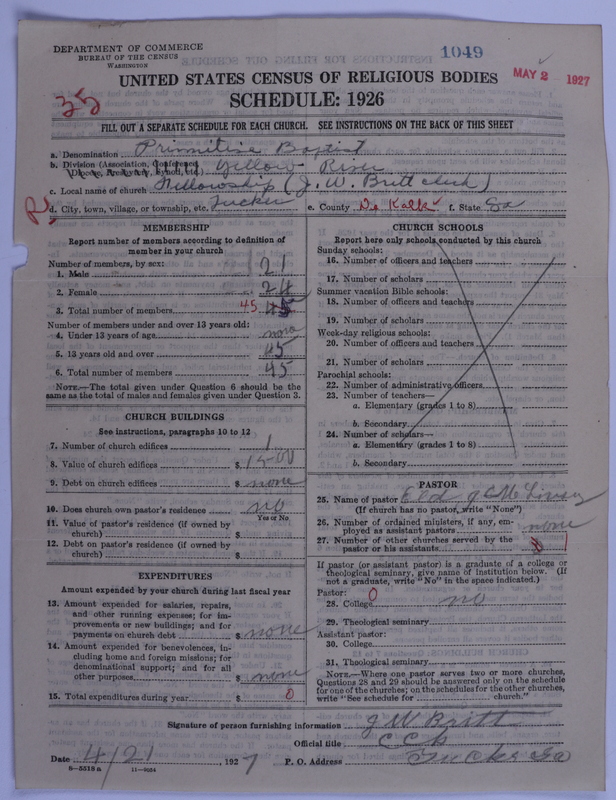 DEPARTMENT OF COMMERCE
BUREAU OF THE CENSUS
WASHINGTON
1049
MAY 2 1927
UNITED STATES CENSUS OF RELIGIOUS BODIES
SCHEDULE: 1926
35
FILL OUT A SEPARATE SCHEDULE FOR EACH CHURCH. SEE INSTRUCTIONS ON THE BACK OF THIS SHEET
a. Denomination Primitive Baptist
b. Division (Association, Conference, Diocese, Presbytery, Synod, etc.) Yellow River
c. Local name of church Fellowship (J. W. Britt clerk)
d. City, town, village, or township, etc. Tucker e. County De Kalb f. State Ga
MEMBERSHIP
Report number of members according to definition of
member in your church
Number of members, by sex:
1. Male 21
2. Female 24
3. Total number of members 45 45
Number of members under and over 13 years old:
4. Under 13 years of age none
5. 13 years old and over 45
6. Total number of members 45
NOTE.—The total given under Question 6 should be the
same as the total of males and females given under Question 3.
CHURCH BUILDINGS
See instructions, paragraphs 10 to 12
7. Number of church edifices 1
8. Value of church edifices $ 1500
9. Debt on church edifices $ none
10. Does church own pastor's residence no
Yes or No
11. Value of pastor's residence (if owned by
church) $
12. Debt on pastor's residence (if owned by
church) $
EXPENDITURES
Amount expended by your church during last fiscal year
13. Amount expended for salaries, repairs,
and other running expenses; for im-
provements or new buildings; and for
payments on church debt $ none
14. Amount expended for benevolences, in-
cluding home and foreign missions; for
denominational support; and for all
other purposes $ none
15. Total expenditures during year $ 0
CHURCH SCHOOLS
Report here only schools conducted by this church
Sunday schools:
16. Number of officers and teachers
17. Number of scholars
Summer vacation Bible schools:
18. Number of officers and teachers
19. Number of scholars
Week-day religious schools:
20. Number of officers and teachers
21. Number of scholars
Parochial schools:
22. Number of administrative officers
23. Number of teachers—
a. Elementary (grades 1 to 8)
b. Secondary
24. Number of scholars—
a. Elementary (grades 1 to 8)
b. Secondary
PASTOR
25. Name of pastor Eld J C M
(If church has no pastor, write "None")
26. Number of ordained ministers, if any, em-
ployed as assistant pastors none
27. Number of other churches served by the
pastor or his assistants 1
If pastor (or assistant pastor) is a graduate of a college or
theological seminary, give name of institution below. (If
not a graduate, write "No" in the space indicated.)
Pastor: 0
28. College no
29. Theological seminary
Assistant pastor:
30. College
31. Theological seminary
NOTE.—Where one pastor serves two or more churches,
Questions 28 and 29 should be answered only on the schedule
for one of the churches; on the schedules for the other churches,
write "See schedule for church."
Signature of person furnishing information J W Britt
Official title C C
Date 4/21, 1927 P. O. Address Tucker Ga
8—5518 a 11—9054